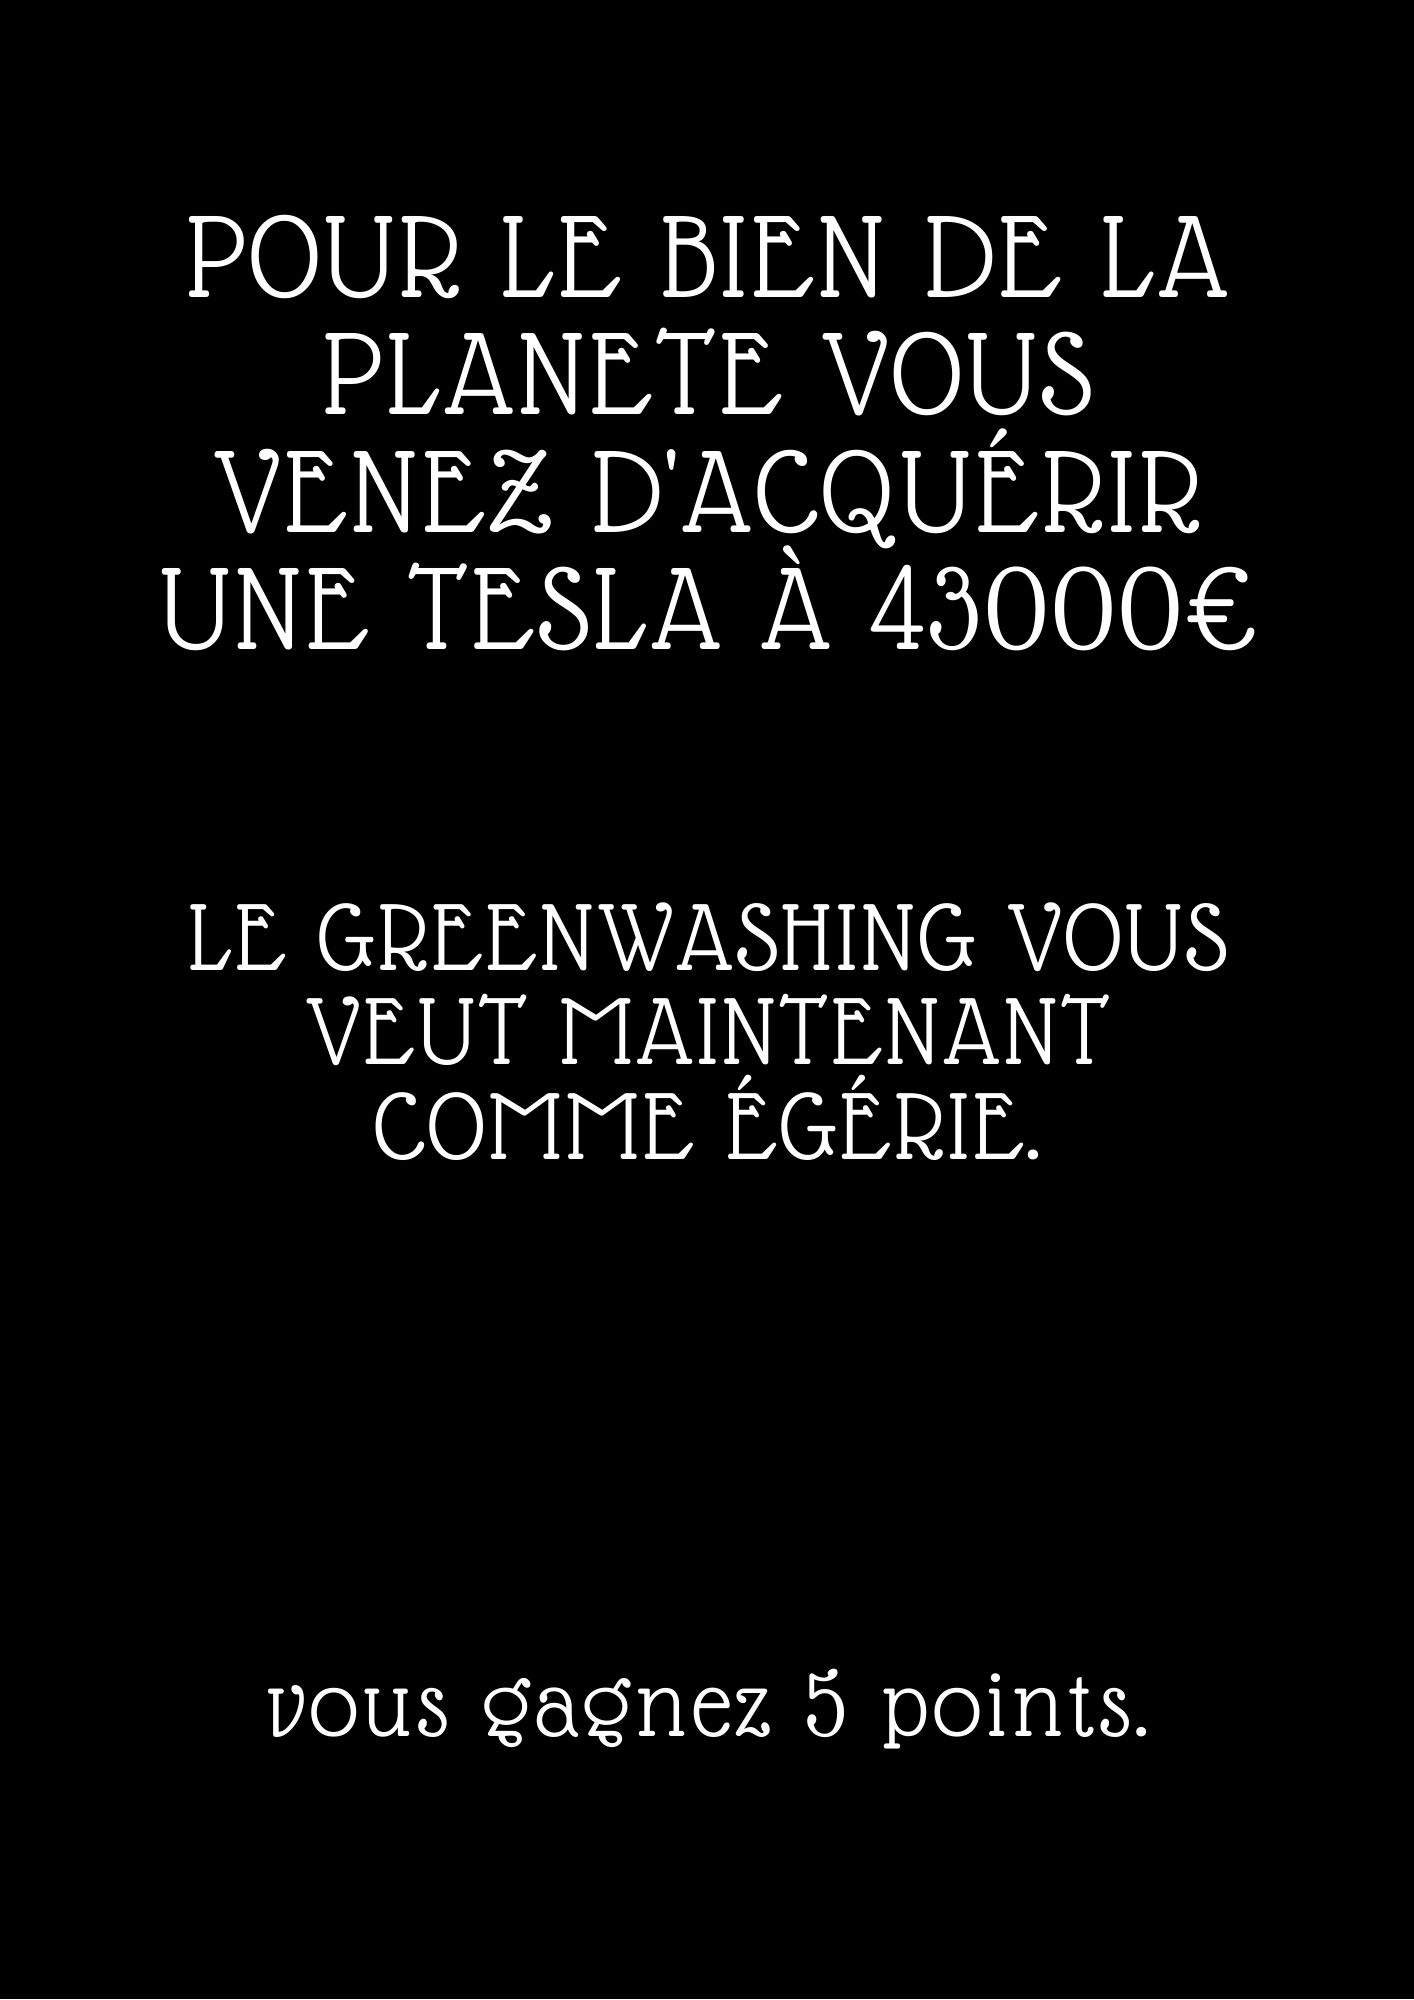 POUR LE BIEN DE LA
PLANETE VOUS
VENEZ D'ACQUÉRIR
UNE TESLA À 43000€
LE GREENWASHING VOUS
VEUT MAINTENANT
COMME ÉGÉRIE.
vous gagnez 5 points.